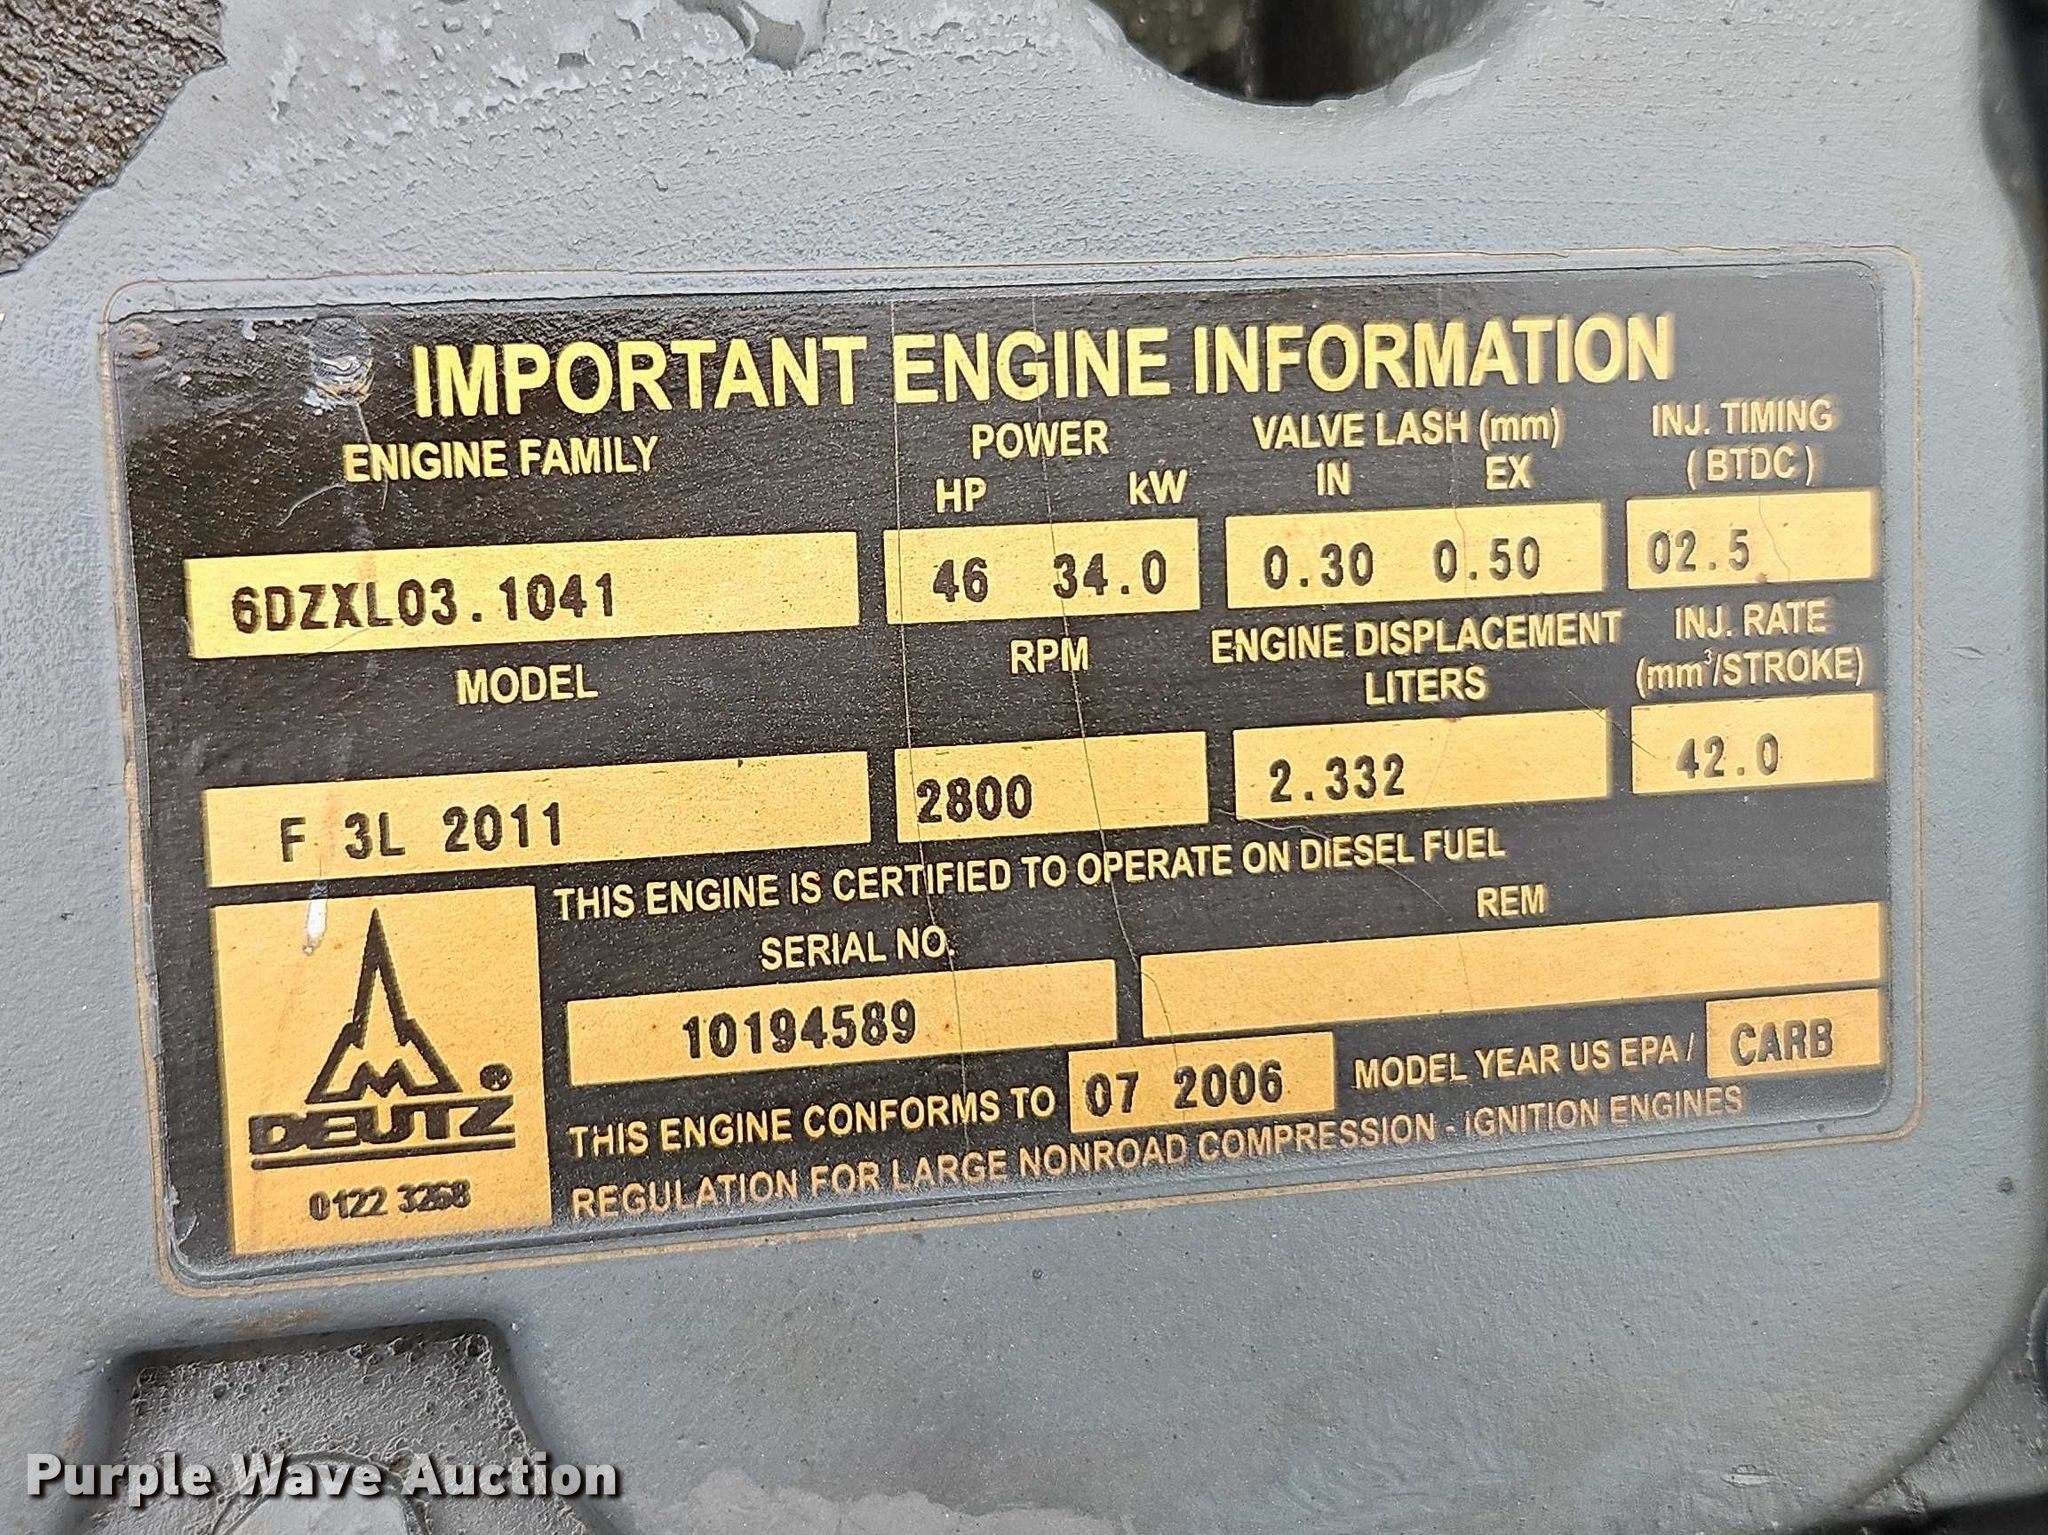 IMPORTANT ENGINE INFORMATION
ENIGINE FAMILY
POWER
HP kW
VALVE LASH (mm)
IN EX
INJ. TIMING
( BTDC )
6DZXL03.1041
46 34.0
0.30 0.50
02.5
MODEL
RPM
ENGINE DISPLACEMENT
LITERS
INJ. RATE
(mm³/STROKE)
F 3L 2011
2800
2.332
42.0
THIS ENGINE IS CERTIFIED TO OPERATE ON DIESEL FUEL
SERIAL NO.
REM
10194589
THIS ENGINE CONFORMS TO 07 2006 MODEL YEAR US EPA / CARB
REGULATION FOR LARGE NONROAD COMPRESSION - IGNITION ENGINES
DEUTZ ®
0122 3268
Purple Wave Auction